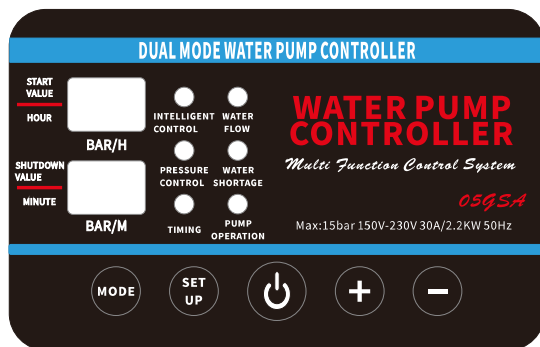 DUAL MODE WATER PUMP CONTROLLER
START
VALUE
HOUR
BAR/H
SHUTDOWN
VALUE
MINUTE
BAR/M
INTELLIGENT
CONTROL
WATER
FLOW
PRESSURE
CONTROL
WATER
SHORTAGE
TIMING
PUMP
OPERATION
WATER PUMP
CONTROLLER
Multi Function Control System
05GSA
Max:15bar 150V-230V 30A/2.2KW 50Hz
MODE
SET
UP
+
−